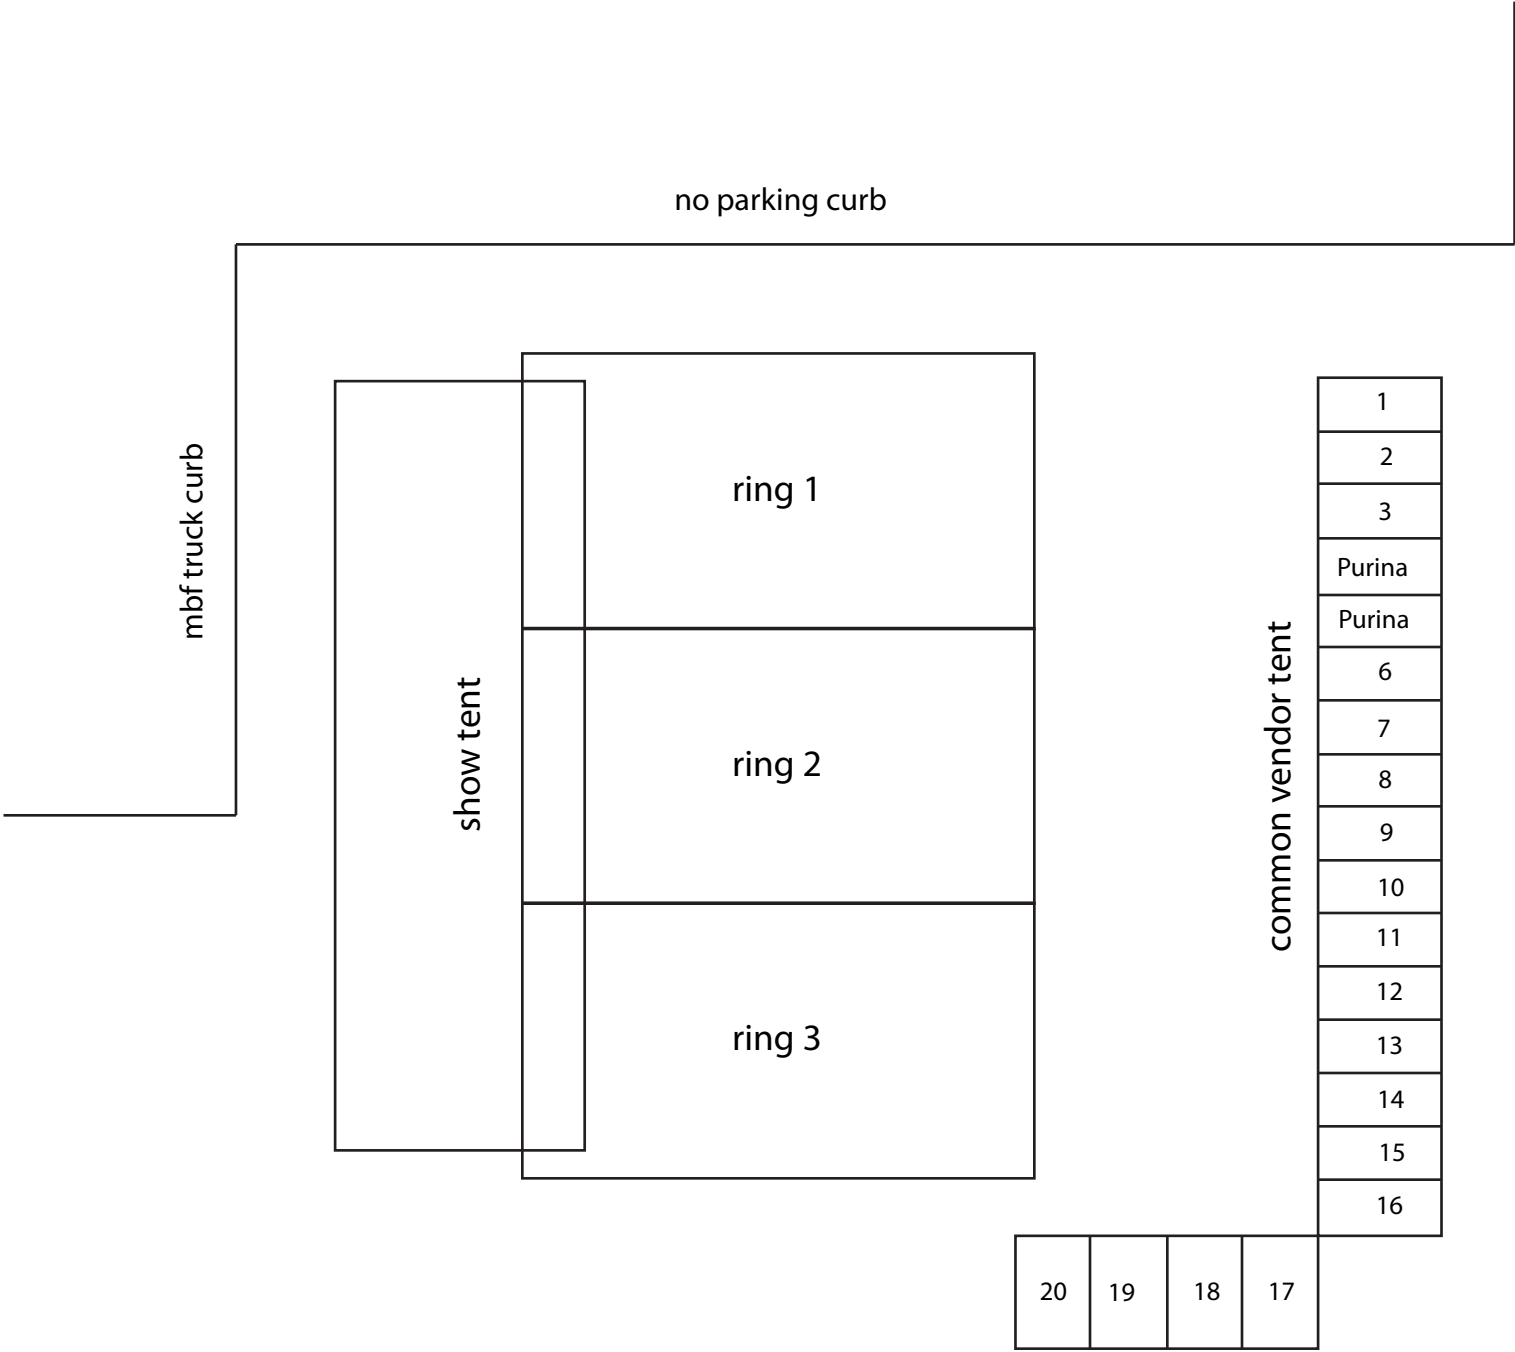 no parking curb
mbf truck curb
show tent
ring 1
ring 2
ring 3
common vendor tent
1
2
3
Purina
Purina
6
7
8
9
10
11
12
13
14
15
16
20
19
18
17